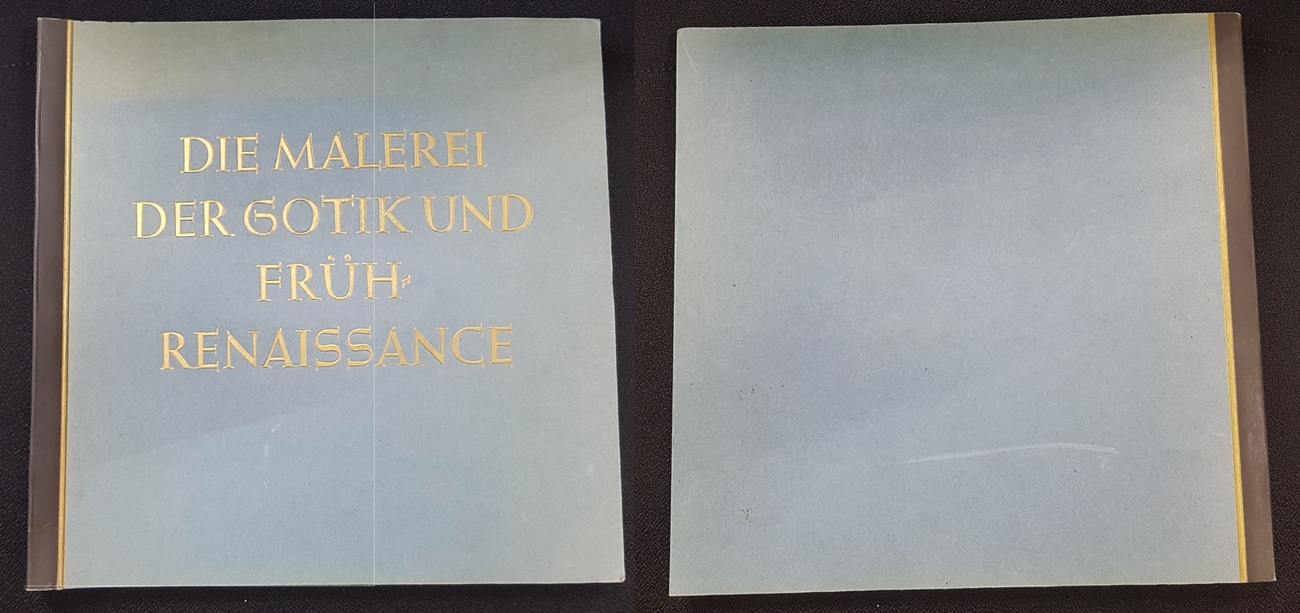 DIE MALEREI
DER GOTIK UND
FRÜH-
RENAISSANCE